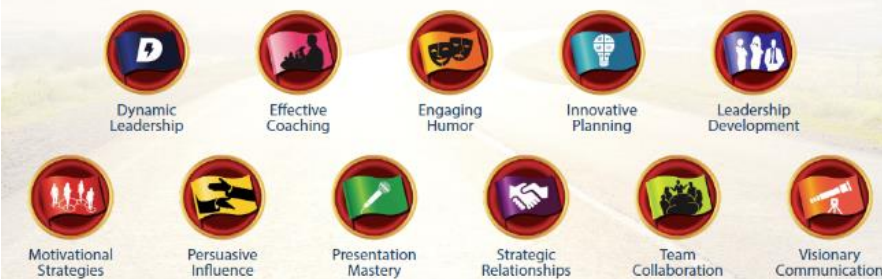 D
Dynamic
Leadership
Effective
Coaching
Engaging
Humor
Innovative
Planning
Leadership
Development
Motivational
Strategies
Persuasive
Influence
Presentation
Mastery
Strategic
Relationships
Team
Collaboration
Visionary
Communication